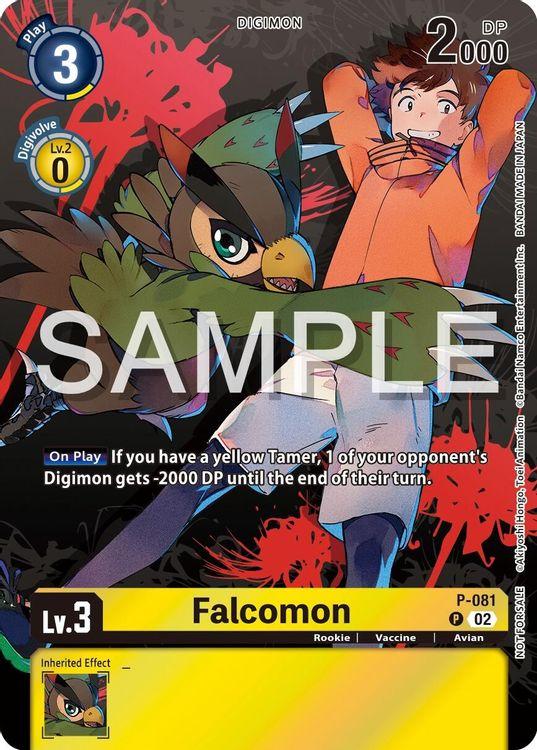 DIGIMON
Play
3
DP
2000
Digivolve
Lv.2
0
SAMPLE
On Play If you have a yellow Tamer, 1 of your opponent's
Digimon gets -2000 DP until the end of their turn.
©Akiyoshi Hongo, Toei Animation ©Bandai Namco Entertainment Inc. BANDAI MADE IN JAPAN
NOT FOR SALE
Lv.3
Falcomon
P-081
P 02
Rookie | Vaccine | Avian
Inherited Effect –